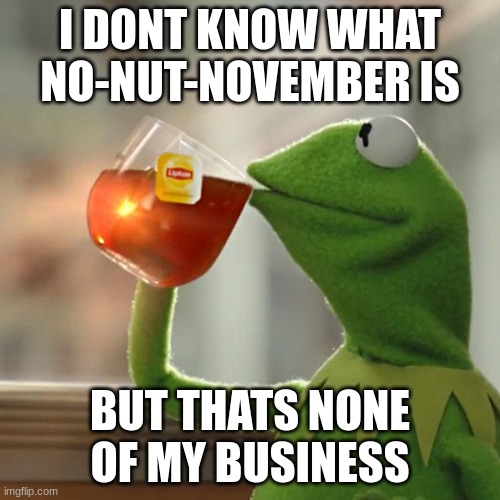 I DONT KNOW WHAT
NO-NUT-NOVEMBER IS
Lipton
BUT THATS NONE
OF MY BUSINESS
imgflip.com